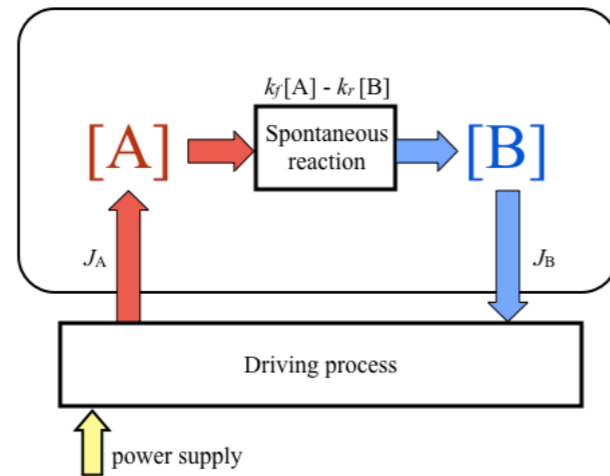 k_f[A] - k_r[B]
Spontaneous
reaction
[A]
[B]
J_A
J_B
Driving process
power supply